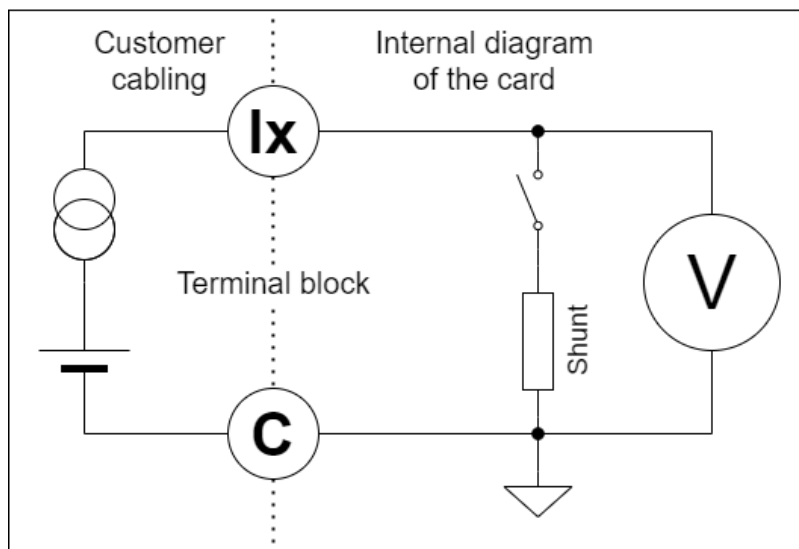 Customer
cabling
Internal diagram
of the card
Ix
Terminal block
Shunt
V
C